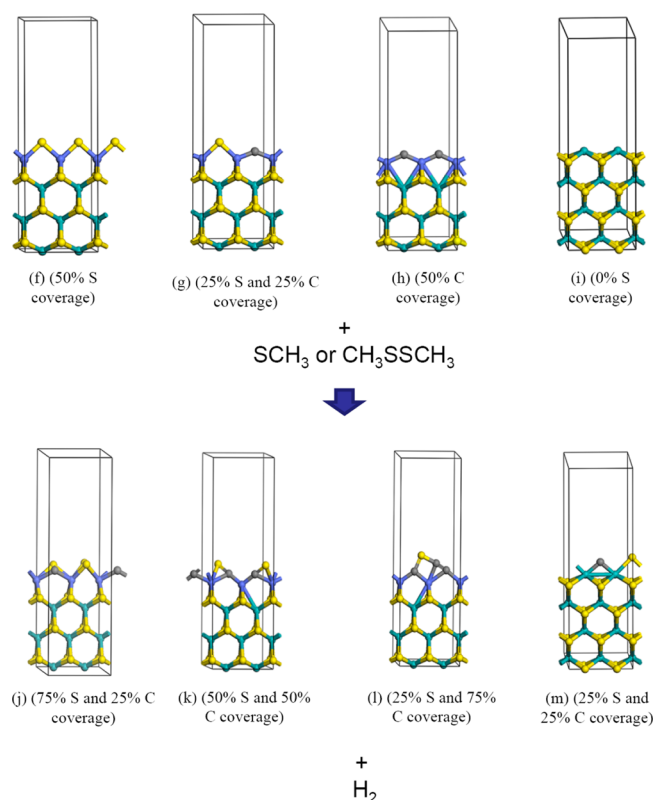 (f) (50% S
coverage)
(g) (25% S and 25% C
coverage)
(h) (50% C
coverage)
(i) (0% S
coverage)
+
SCH₃ or CH₃SSCH₃
(j) (75% S and 25% C
coverage)
(k) (50% S and 50%
C coverage)
(l) (25% S and 75%
C coverage)
(m) (25% S and
25% C coverage)
+
H₂